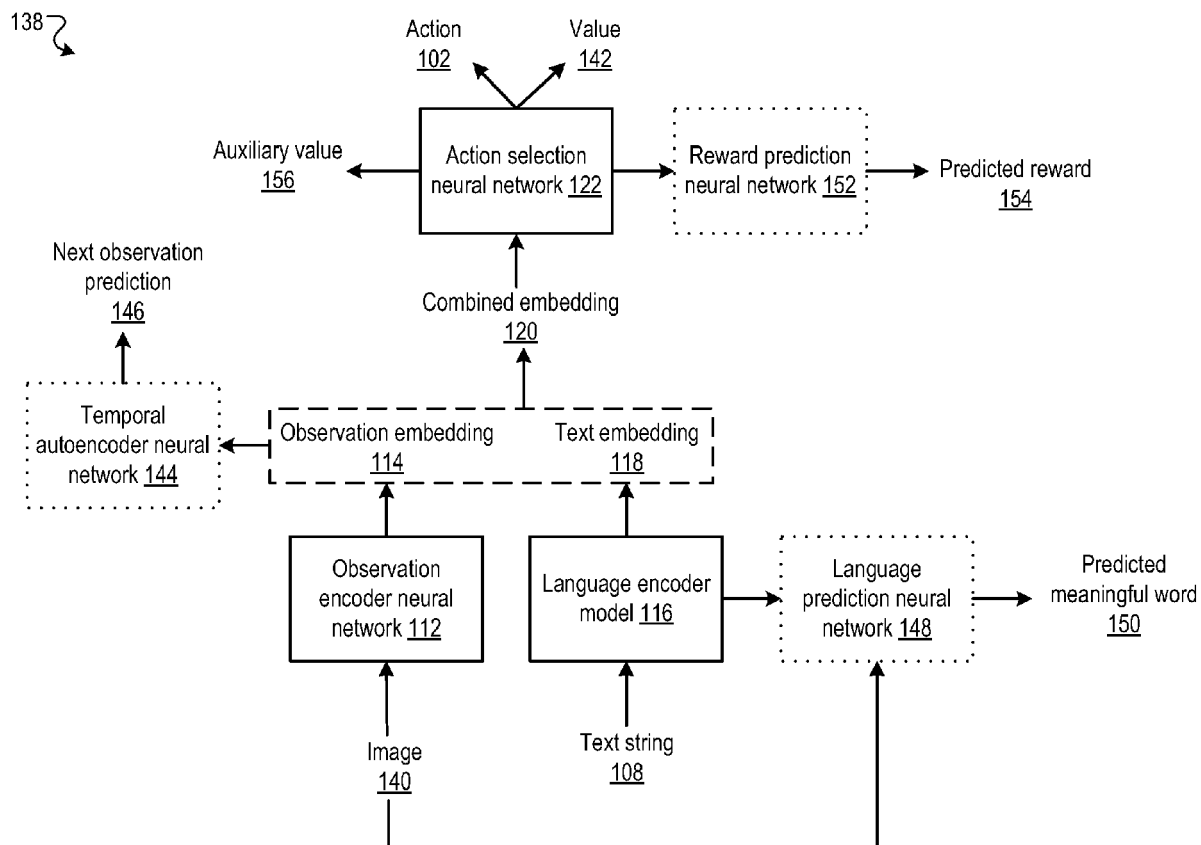 138
Action
102
Value
142
Auxiliary value
156
Action selection
neural network 122
Reward prediction
neural network 152
Predicted reward
154
Next observation
prediction
146
Combined embedding
120
Temporal
autoencoder neural
network 144
Observation embedding
114
Text embedding
118
Observation
encoder neural
network 112
Language encoder
model 116
Language
prediction neural
network 148
Predicted
meaningful word
150
Image
140
Text string
108